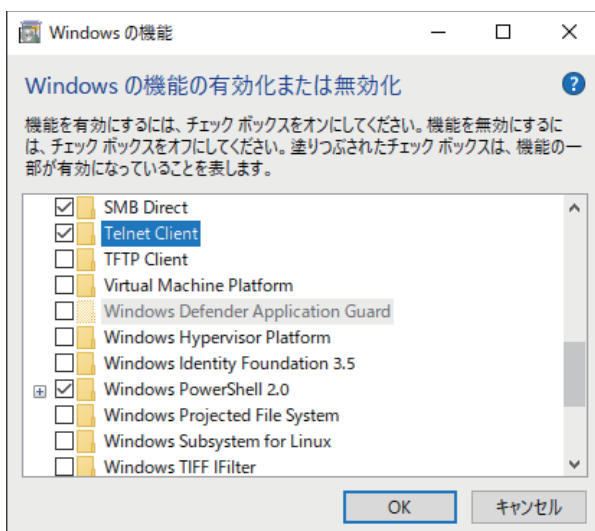 Windows の機能
Windows の機能の有効化または無効化
機能を有効にするには、チェック ボックスをオンにしてください。機能を無効にするに
は、チェック ボックスをオフにしてください。塗りつぶされたチェック ボックスは、機能の一
部が有効になっていることを表します。
SMB Direct
Telnet Client
TFTP Client
Virtual Machine Platform
Windows Defender Application Guard
Windows Hypervisor Platform
Windows Identity Foundation 3.5
Windows PowerShell 2.0
Windows Projected File System
Windows Subsystem for Linux
Windows TIFF IFilter
OK キャンセル